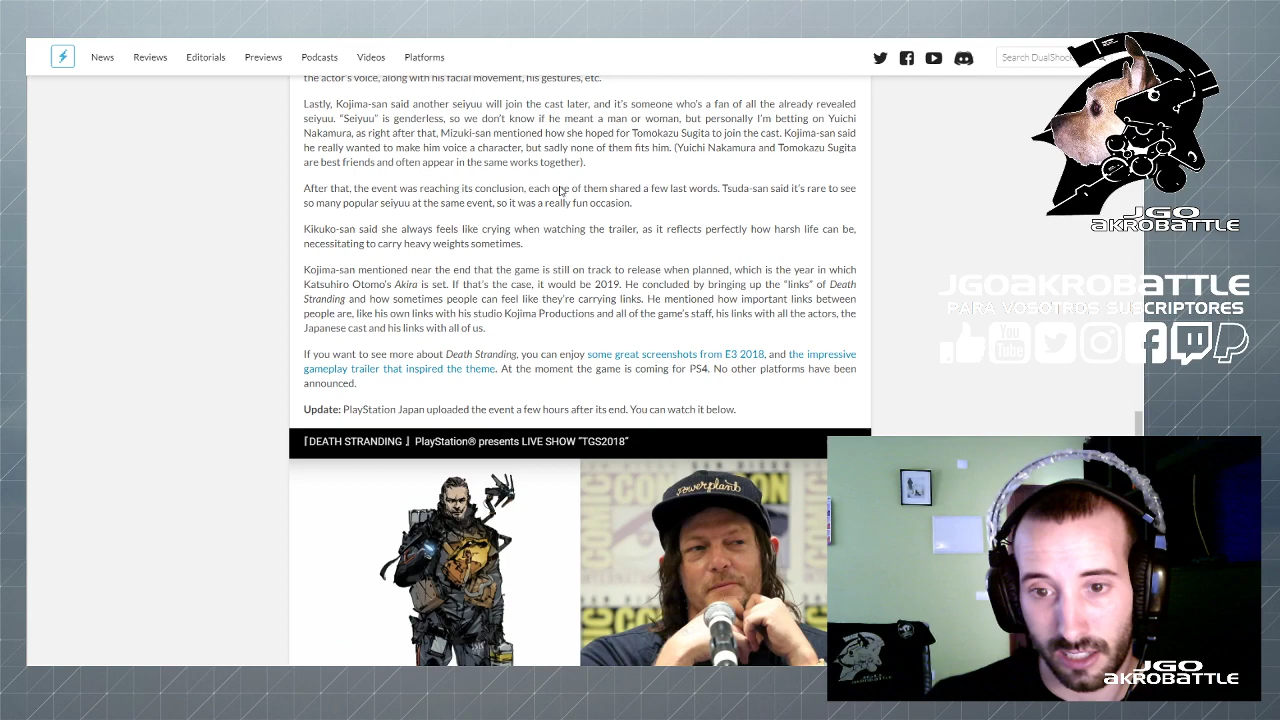 News
Reviews
Editorials
Previews
Podcasts
Videos
Platforms
Search DualShock
the actor's voice, along with his facial movement, his gestures, etc.
Lastly, Kojima-san said another seiyuu will join the cast later, and it's someone who's a fan of all the already revealed
seiyuu. “Seiyuu” is genderless, so we don't know if he meant a man or woman, but personally I'm betting on Yuichi
Nakamura, as right after that, Mizuki-san mentioned how she hoped for Tomokazu Sugita to join the cast. Kojima-san said
he really wanted to make him voice a character, but sadly none of them fits him. (Yuichi Nakamura and Tomokazu Sugita
are best friends and often appear in the same works together).
After that, the event was reaching its conclusion, each one of them shared a few last words. Tsuda-san said it's rare to see
so many popular seiyuu at the same event, so it was a really fun occasion.
Kikuko-san said she always feels like crying when watching the trailer, as it reflects perfectly how harsh life can be,
necessitating to carry heavy weights sometimes.
Kojima-san mentioned near the end that the game is still on track to release when planned, which is the year in which
Katsuhiro Otomo's Akira is set. If that's the case, it would be 2019. He concluded by bringing up the “links” of Death
Stranding and how sometimes people can feel like they're carrying links. He mentioned how important links between
people are, like his own links with his studio Kojima Productions and all of the game's staff, his links with all the actors, the
Japanese cast and his links with all of us.
If you want to see more about Death Stranding, you can enjoy some great screenshots from E3 2018, and the impressive
gameplay trailer that inspired the theme. At the moment the game is coming for PS4. No other platforms have been
announced.
Update: PlayStation Japan uploaded the event a few hours after its end. You can watch it below.
『DEATH STRANDING 』PlayStation® presents LIVE SHOW “TGS2018”
powerplant
JGO
AKROBATTLE
JGOAKROBATTLE
PARA VOSOTROS SUSCRIPTORES
You
Tube
JGO
AKROBATTLE